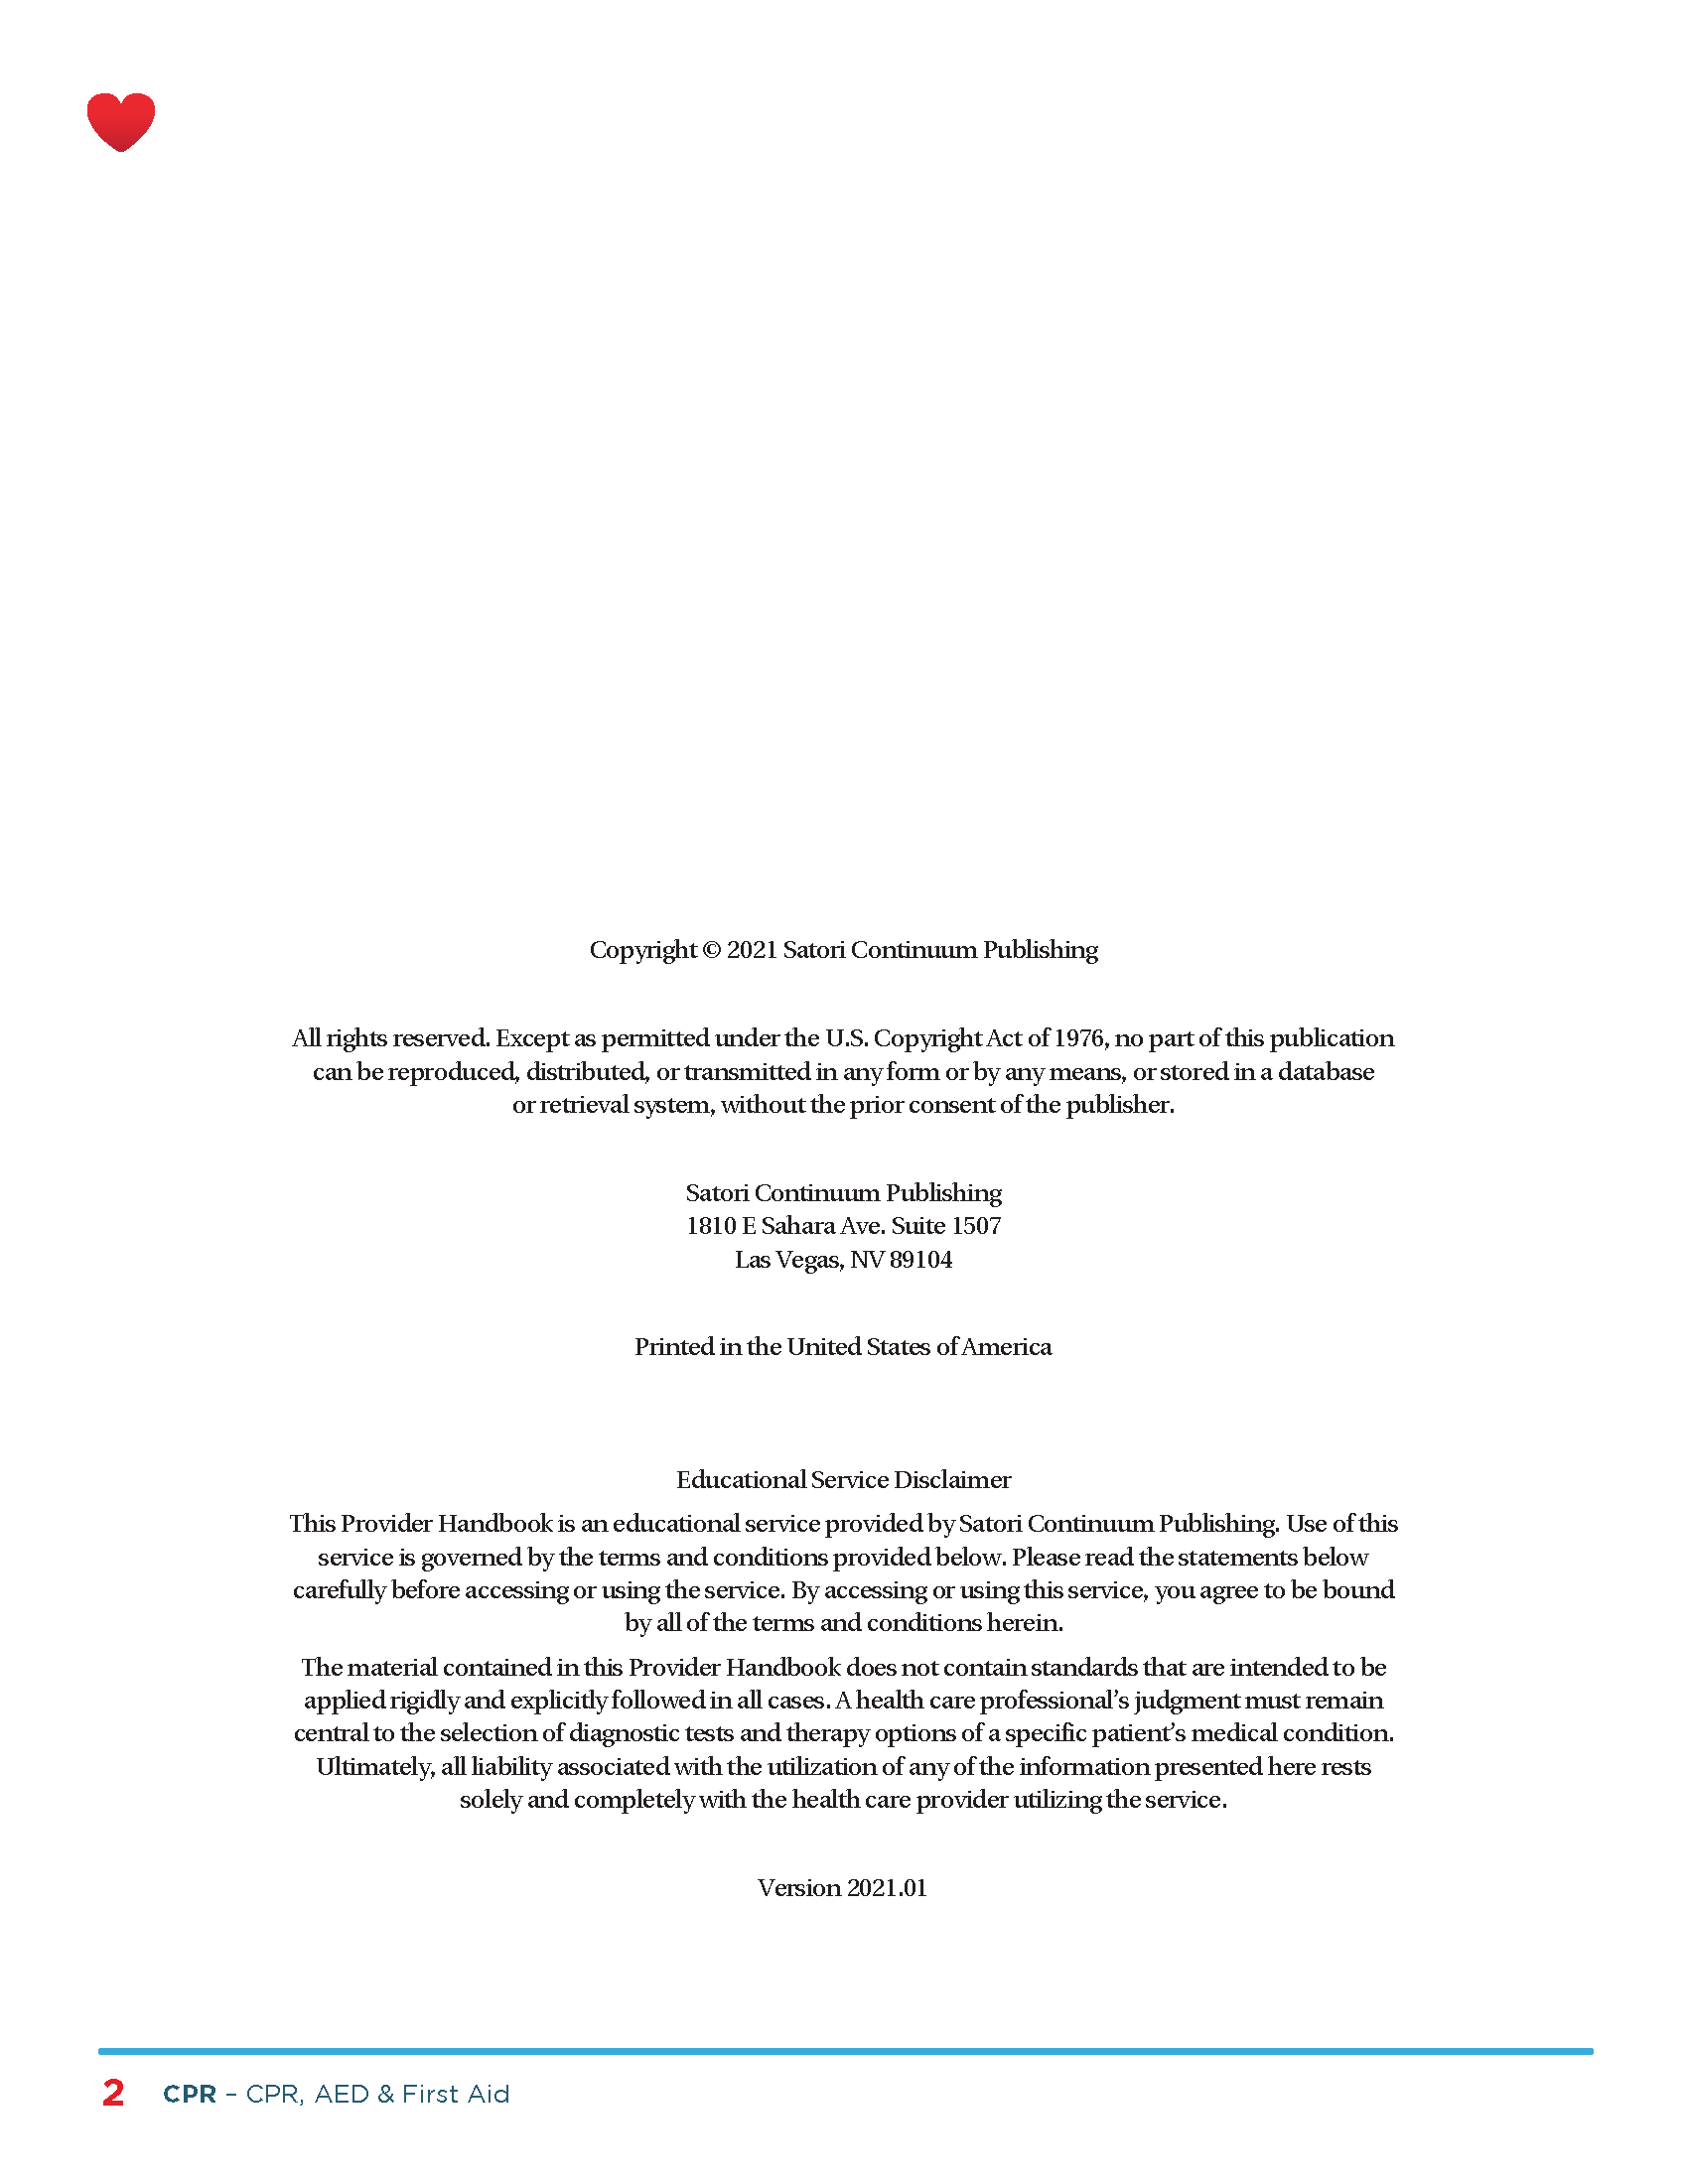 Copyright © 2021 Satori Continuum Publishing
All rights reserved. Except as permitted under the U.S. Copyright Act of 1976, no part of this publication
can be reproduced, distributed, or transmitted in any form or by any means, or stored in a database
or retrieval system, without the prior consent of the publisher.
Satori Continuum Publishing
1810 E Sahara Ave. Suite 1507
Las Vegas, NV 89104
Printed in the United States of America
Educational Service Disclaimer
This Provider Handbook is an educational service provided by Satori Continuum Publishing. Use of this
service is governed by the terms and conditions provided below. Please read the statements below
carefully before accessing or using the service. By accessing or using this service, you agree to be bound
by all of the terms and conditions herein.
The material contained in this Provider Handbook does not contain standards that are intended to be
applied rigidly and explicitly followed in all cases. A health care professional’s judgment must remain
central to the selection of diagnostic tests and therapy options of a specific patient’s medical condition.
Ultimately, all liability associated with the utilization of any of the information presented here rests
solely and completely with the health care provider utilizing the service.
Version 2021.01
2 CPR – CPR, AED & First Aid